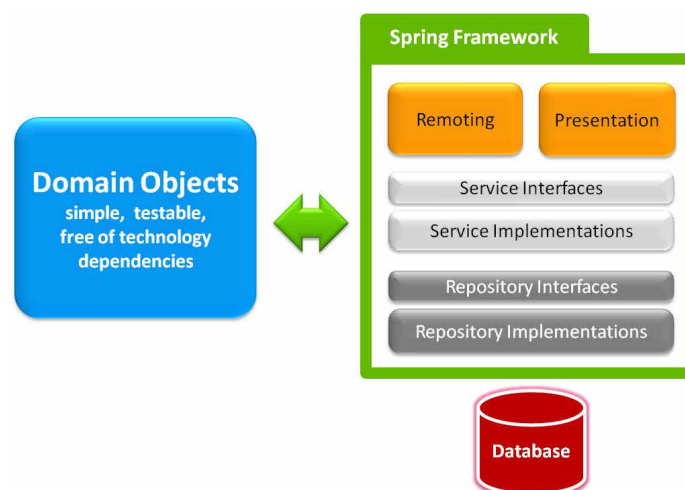 Spring Framework
Remoting
Presentation
Domain Objects
simple, testable,
free of technology
dependencies
Service Interfaces
Service Implementations
Repository Interfaces
Repository Implementations
Database